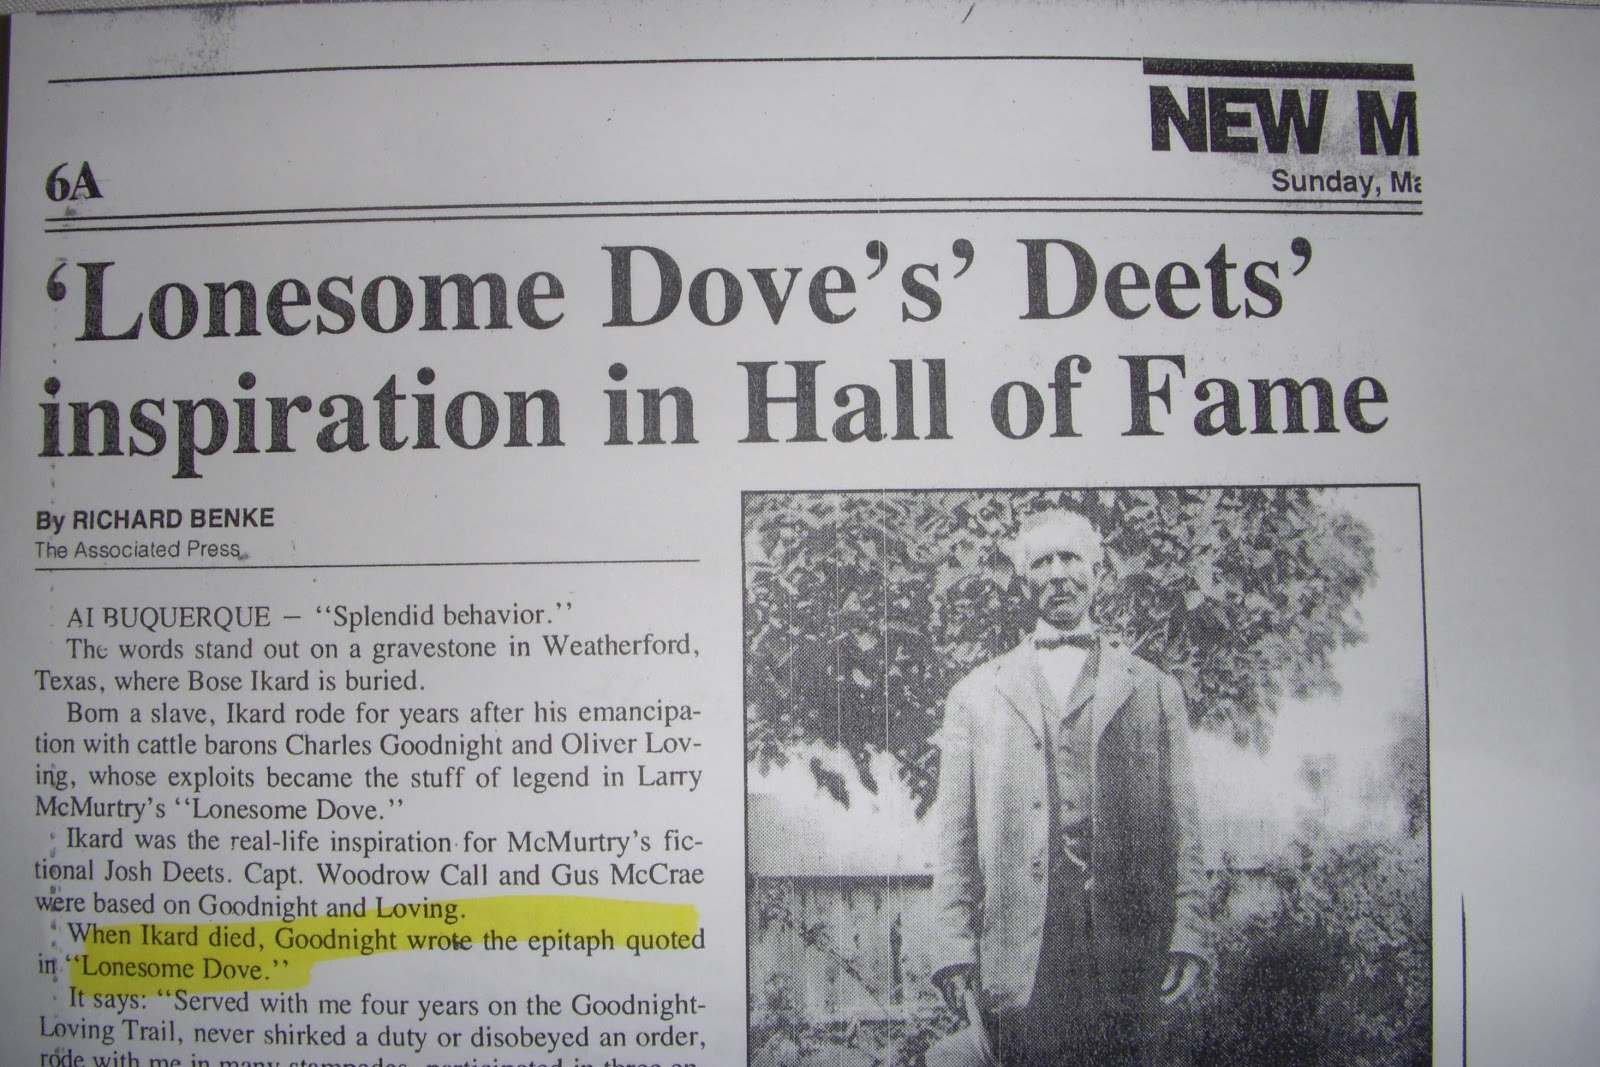 NEW M
6A
Sunday, Ma
‘Lonesome Dove’s’ Deets’
inspiration in Hall of Fame
By RICHARD BENKE
The Associated Press
AI BUQUERQUE — “Splendid behavior.”
The words stand out on a gravestone in Weatherford,
Texas, where Bose Ikard is buried.
Born a slave, Ikard rode for years after his emancipa-
tion with cattle barons Charles Goodnight and Oliver Lov-
ing, whose exploits became the stuff of legend in Larry
McMurtry’s “Lonesome Dove.”
Ikard was the real-life inspiration for McMurtry’s fic-
tional Josh Deets. Capt. Woodrow Call and Gus McCrae
were based on Goodnight and Loving.
When Ikard died, Goodnight wrote the epitaph quoted
in “Lonesome Dove.”
It says: “Served with me four years on the Goodnight-
Loving Trail, never shirked a duty or disobeyed an order,
rode with me in many stampedes, participated in three en-